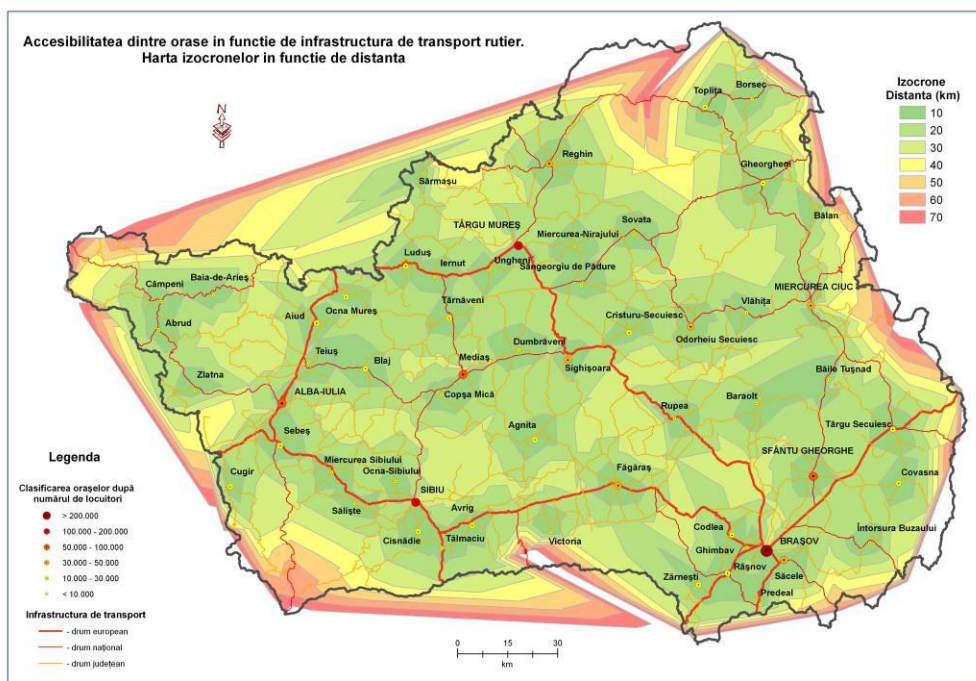 Accesibilitatea dintre orase in functie de infrastructura de transport rutier.
Harta izocronelor in functie de distanta
N
Izocrone
Distanta (km)
10
20
30
40
50
60
70
Borsec
Toplița
Reghin
Gheorgheni
Sărmașu
Sovata
Bălan
TÂRGU MUREȘ
Miercurea-Nirajului
Luduș
Iernut
Ungheni
Sângeorgiu de Pădure
Baia-de-Arieș
Câmpeni
MIERCUREA CIUC
Ocna Mureș
Târnăveni
Vlăhița
Abrud
Aiud
Cristuru-Secuiesc
Odorheiu Secuiesc
Dumbrăveni
Teiuș
Blaj
Mediaș
Sighișoara
Zlatna
Băile Tușnad
ALBA-IULIA
Copșa Mică
Baraolt
Rupea
Târgu Secuiesc
Sebeș
Agnita
Miercurea Sibiului
Ocna-Sibiului
SFÂNTU GHEORGHE
Cugir
Făgăraș
Covasna
SIBIU
Săliște
Avrig
Codlea
Întorsura Buzaului
Cisnădie
Tălmaciu
Victoria
Ghimbav
BRAȘOV
Râșnov
Zărnești
Săcele
Predeal
Legenda
Clasificarea orașelor după
numărul de locuitori
> 200.000
100.000 - 200.000
50.000 - 100.000
30.000 - 50.000
10.000 - 30.000
< 10.000
Infrastructura de transport
- drum european
- drum național
- drum județean
0 15 30
km